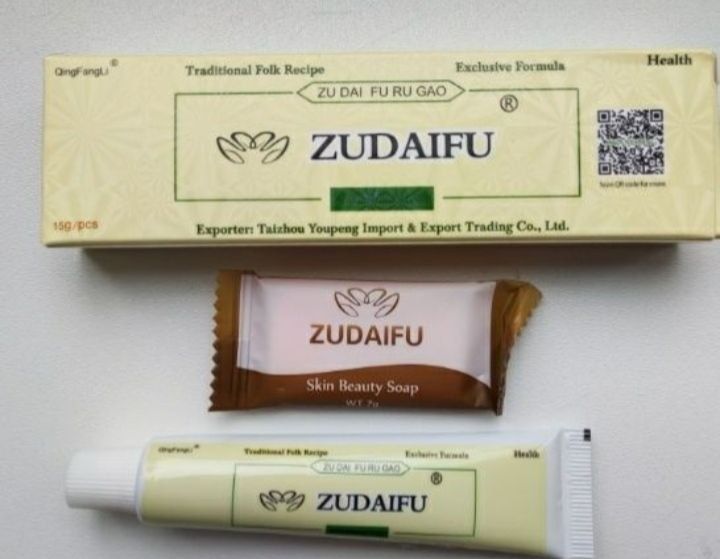 QingFangLi®
Traditional Folk Recipe
Exclusive Formula
Health
ZU DAI FU RU GAO
®
ZUDAIFU
15g/pcs
Exporter: Taizhou Youpeng Import & Export Trading Co., Ltd.
ZUDAIFU
Skin Beauty Soap
WT 7g
QingFangLi®
Traditional Folk Recipe
Exclusive Formula
Health
ZU DAI FU RU GAO
®
ZUDAIFU